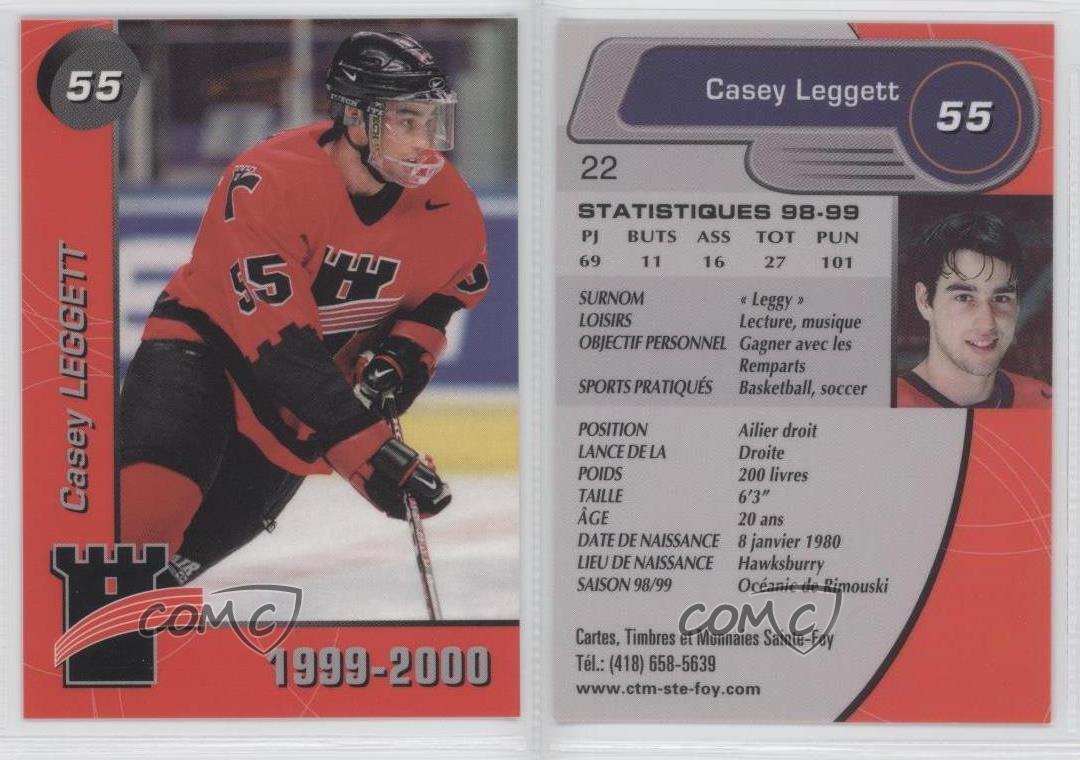 55
Casey LEGGETT
55
COMC
1999-2000
Casey Leggett
55
22
STATISTIQUES 98-99
PJ BUTS ASS TOT PUN
69 11 16 27 101
SURNOM « Leggy »
LOISIRS Lecture, musique
OBJECTIF PERSONNEL Gagner avec les
Remparts
SPORTS PRATIQUÉS Basketball, soccer
POSITION Ailier droit
LANCE DE LA Droite
POIDS 200 livres
TAILLE 6'3"
ÂGE 20 ans
DATE DE NAISSANCE 8 janvier 1980
LIEU DE NAISSANCE Hawksburry
SAISON 98/99 Océanic de Rimouski
COMC
Cartes, Timbres et Monnaies Sainte-Foy
Tél.: (418) 658-5639
www.ctm-ste-foy.com